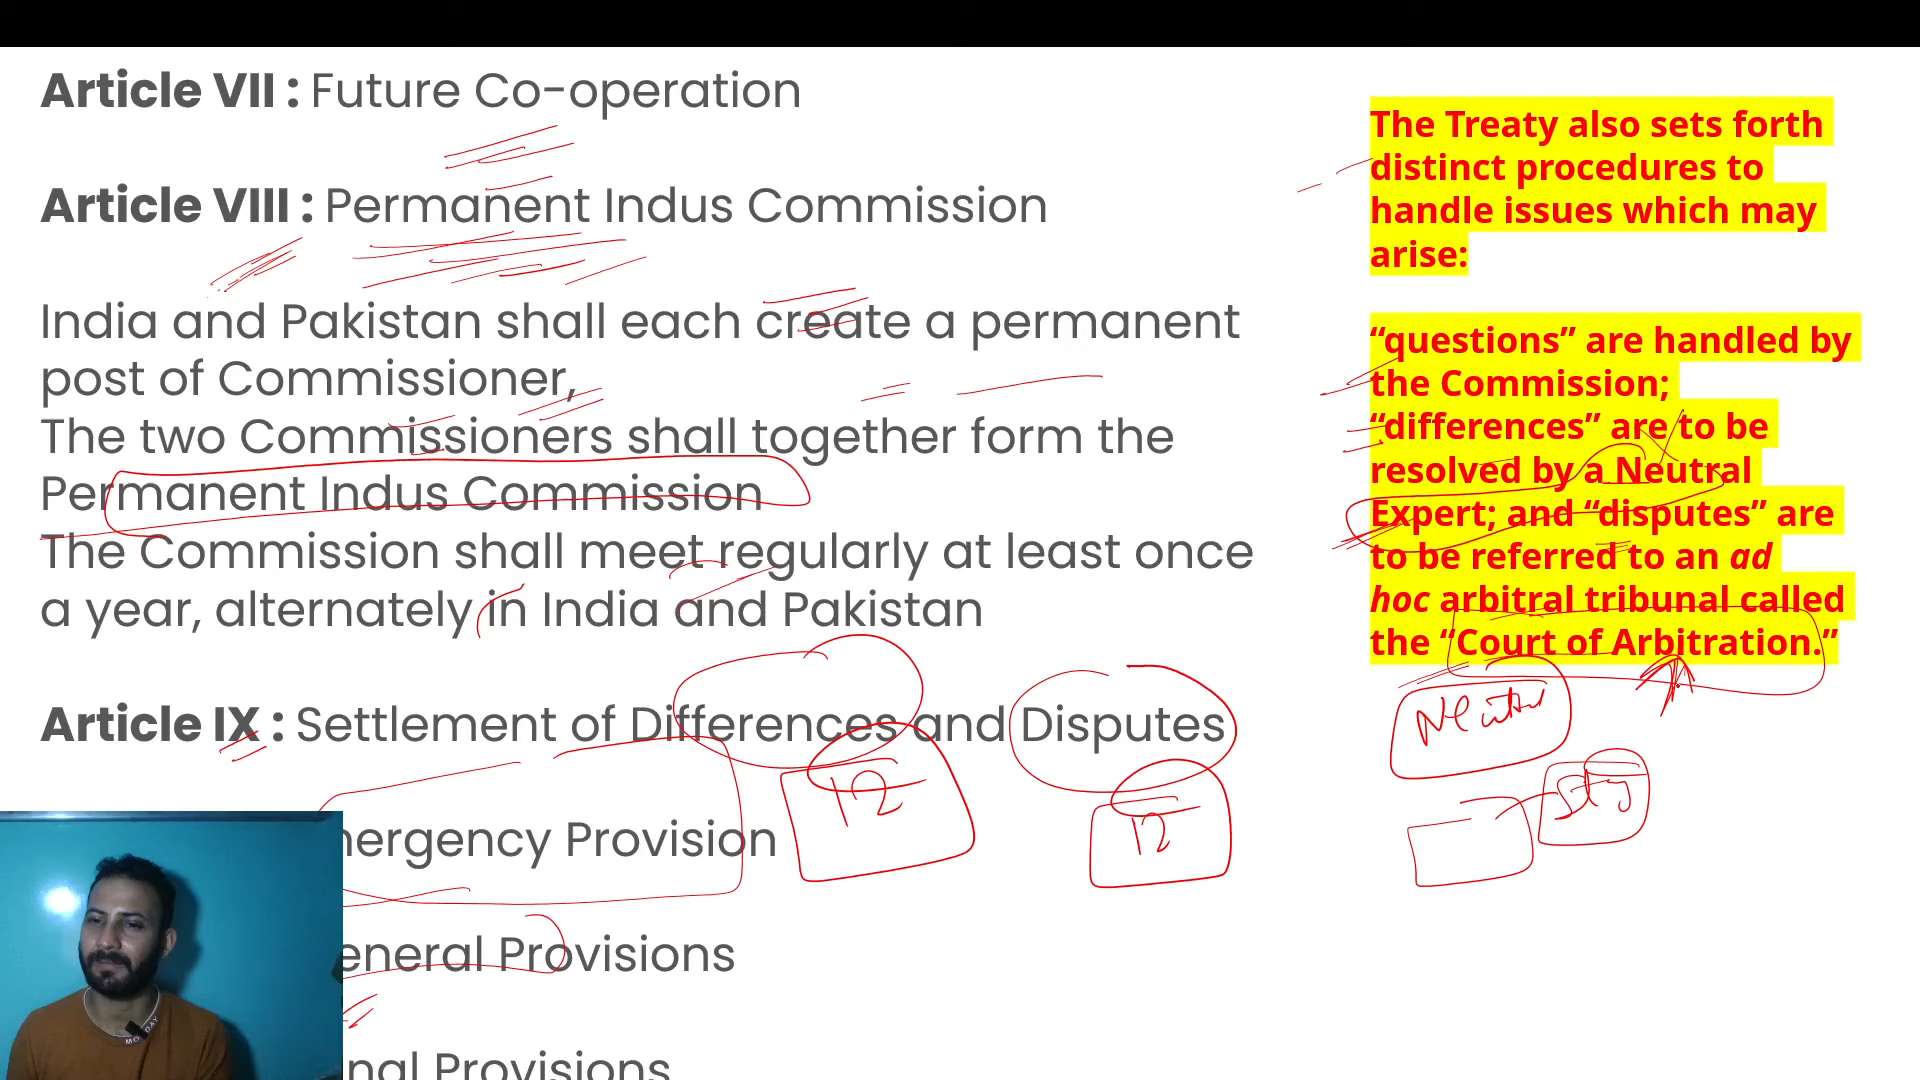 Article VII : Future Co-operation
Article VIII : Permanent Indus Commission
India and Pakistan shall each create a permanent
post of Commissioner,
The two Commissioners shall together form the
Permanent Indus Commission
The Commission shall meet regularly at least once
a year, alternately in India and Pakistan
Article IX : Settlement of Differences and Disputes
12
12
mergency Provision
eneral Provisions
nal Provisions
MO DAY
The Treaty also sets forth
distinct procedures to
handle issues which may
arise:
“questions” are handled by
the Commission;
“differences” are to be
resolved by a Neutral
Expert; and “disputes” are
to be referred to an ad
hoc arbitral tribunal called
the “Court of Arbitration.”